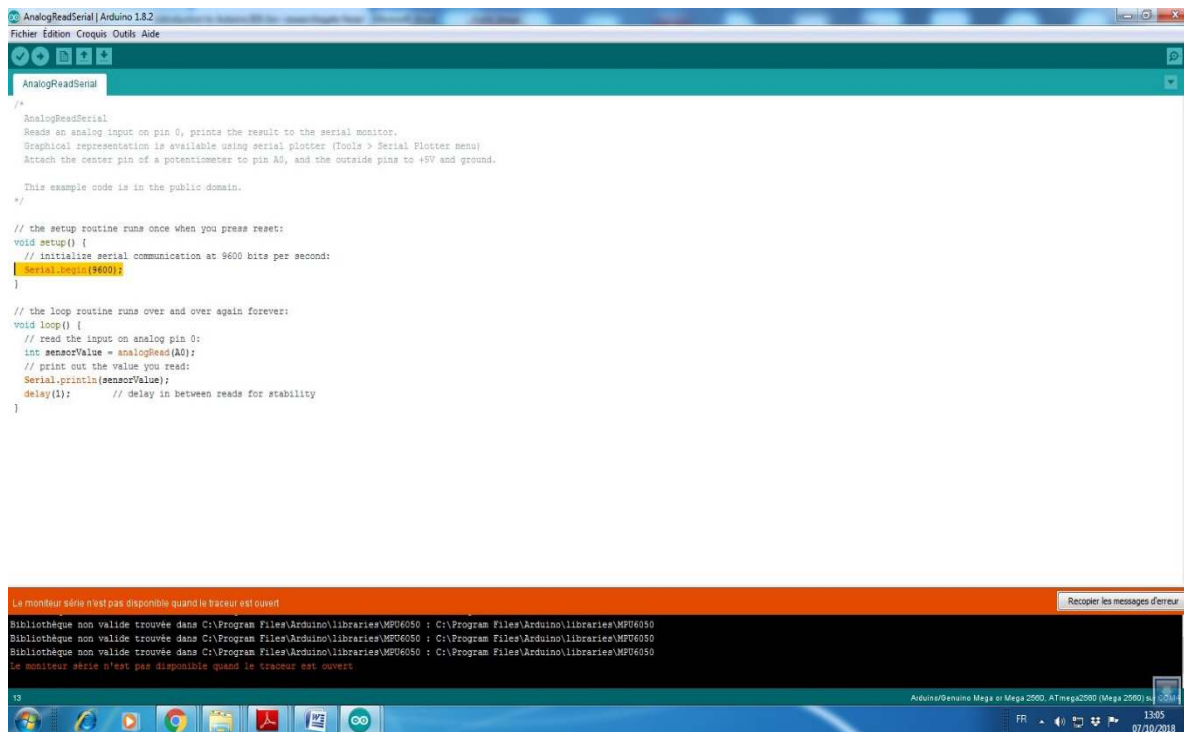 AnalogReadSerial | Arduino 1.8.2
Fichier Édition Croquis Outils Aide
AnalogReadSerial
/*
AnalogReadSerial
Reads an analog input on pin 0, prints the result to the serial monitor.
Graphical representation is available using serial plotter (Tools > Serial Plotter menu)
Attach the center pin of a potentiometer to pin A0, and the outside pins to +5V and ground.
This example code is in the public domain.
*/
// the setup routine runs once when you press reset:
void setup() {
// initialize serial communication at 9600 bits per second:
Serial.begin(9600);
}
// the loop routine runs over and over again forever:
void loop() {
// read the input on analog pin 0:
int sensorValue = analogRead(A0);
// print out the value you read:
Serial.println(sensorValue);
delay(1); // delay in between reads for stability
}
Le moniteur série n'est pas disponible quand le traceur est ouvert
Recopier les messages d'erreur
Bibliothèque non valide trouvée dans C:\Program Files\Arduino\libraries\MPU6050 : C:\Program Files\Arduino\libraries\MPU6050
Bibliothèque non valide trouvée dans C:\Program Files\Arduino\libraries\MPU6050 : C:\Program Files\Arduino\libraries\MPU6050
Bibliothèque non valide trouvée dans C:\Program Files\Arduino\libraries\MPU6050 : C:\Program Files\Arduino\libraries\MPU6050
Le moniteur série n'est pas disponible quand le traceur est ouvert
13
Arduino/Genuino Mega or Mega 2560, ATmega2560 (Mega 2560) su
FR
13:05
07/10/2018